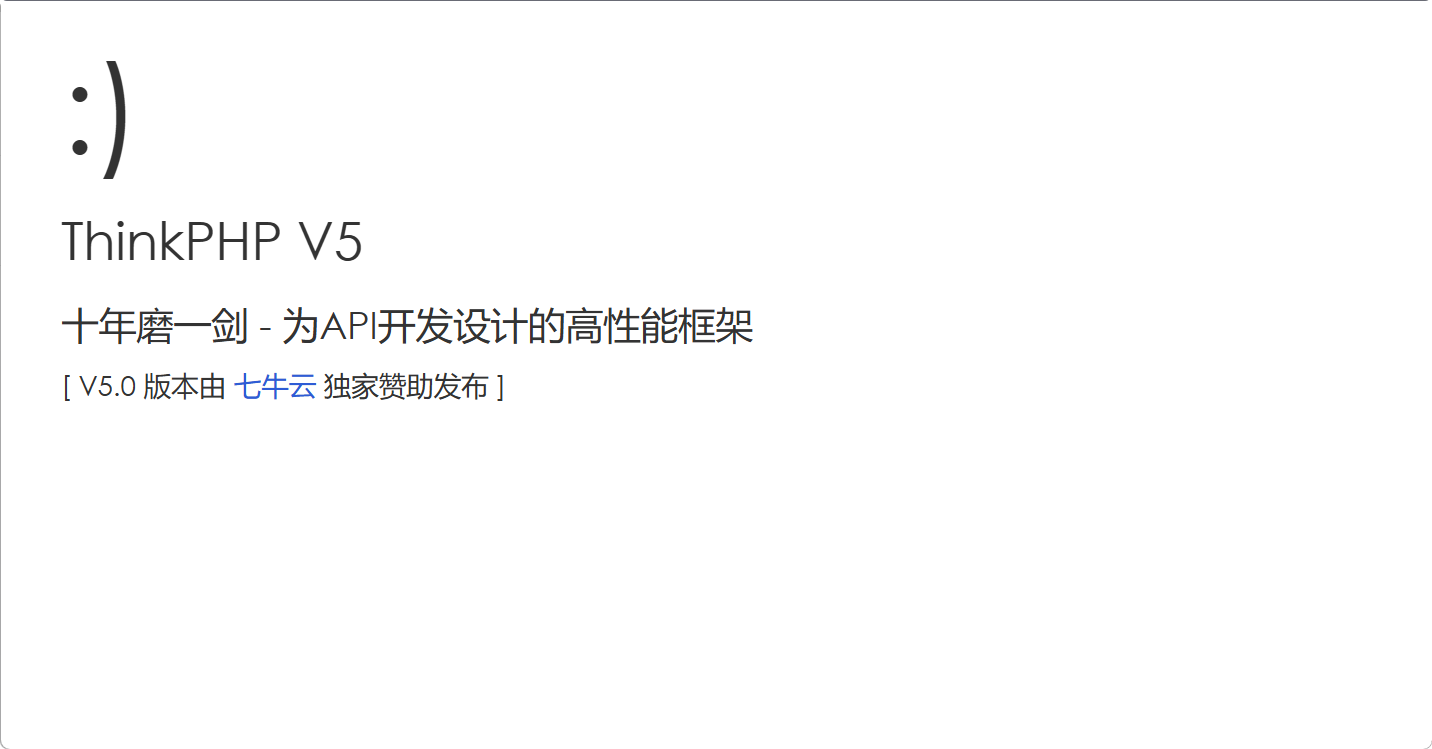 :)
ThinkPHP V5
十年磨一剑 - 为API开发设计的高性能框架
[ V5.0 版本由 七牛云 独家赞助发布 ]